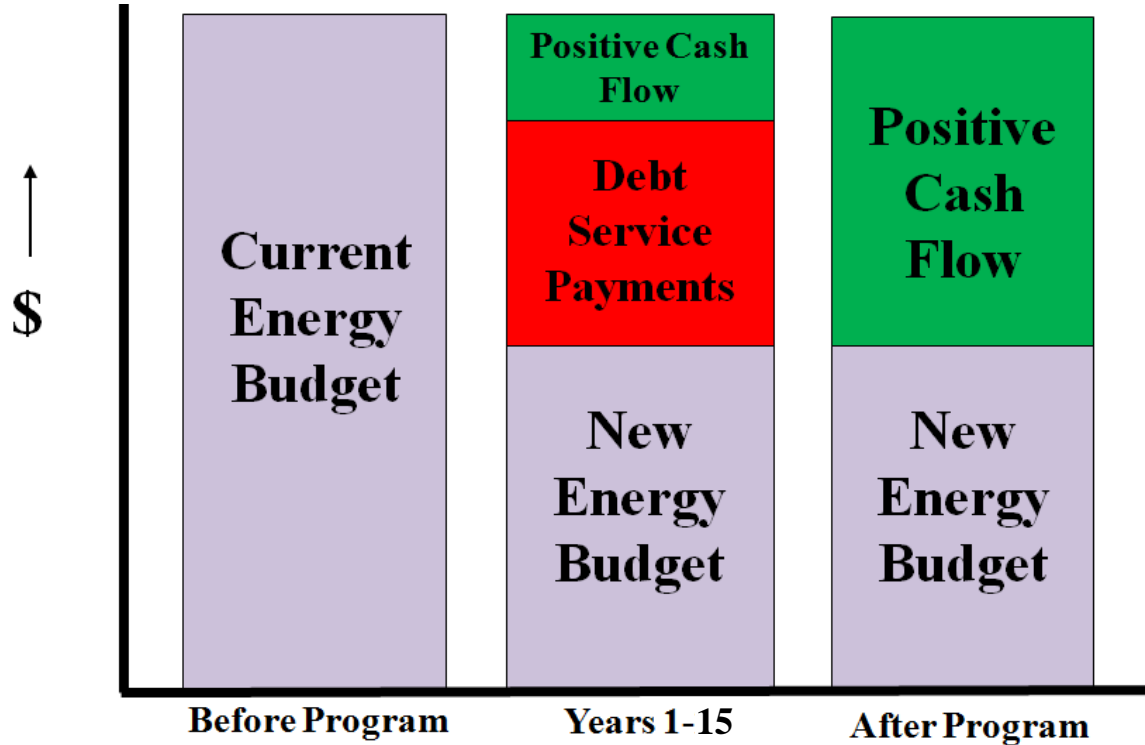 $
Current
Energy
Budget
Positive Cash
Flow
Debt
Service
Payments
New
Energy
Budget
Positive
Cash
Flow
New
Energy
Budget
Before Program
Years 1-15
After Program